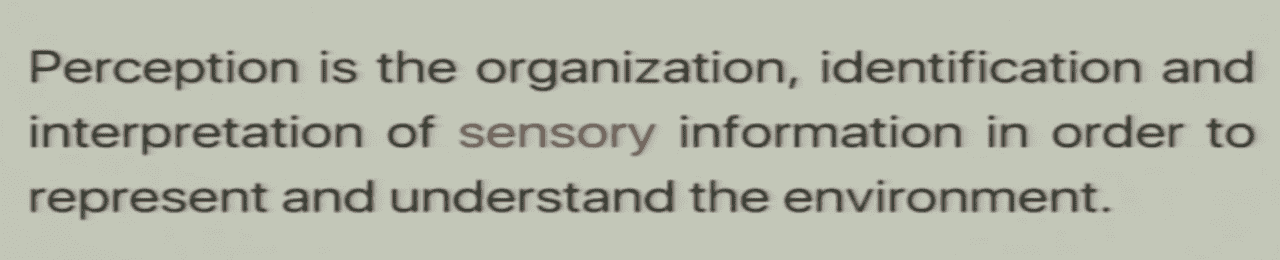 Perception is the organization, identification and
interpretation of sensory information in order to
represent and understand the environment.